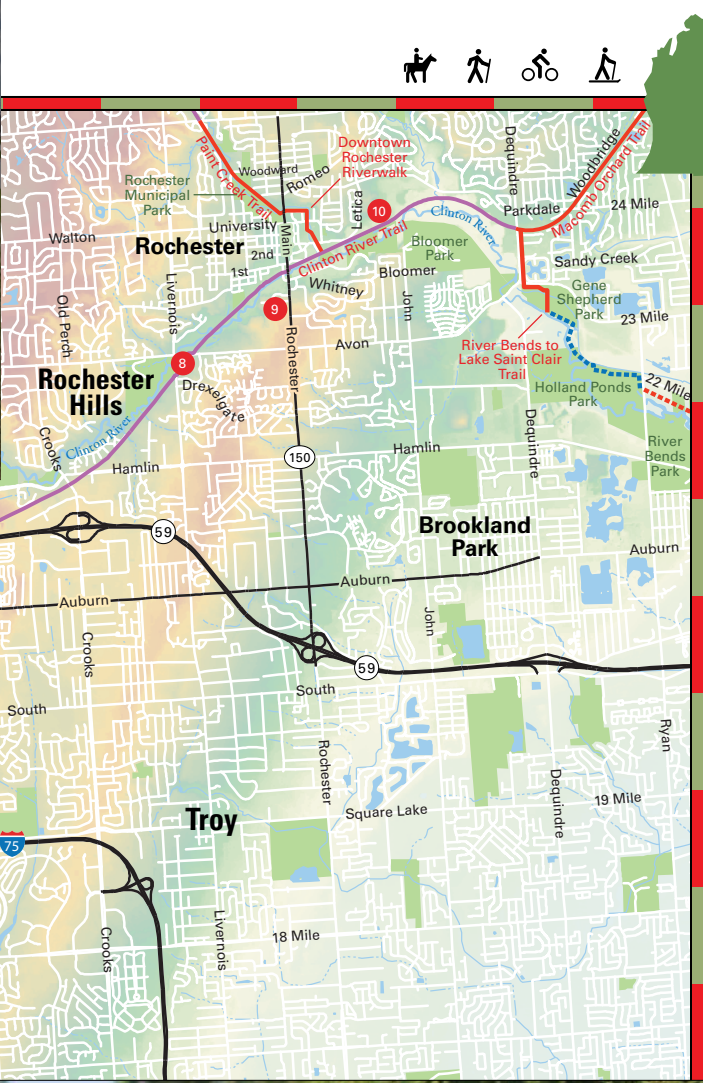 Paint Creek Trail
Woodward
Romeo
Downtown
Rochester
Riverwalk
Dequindre
Woodbridge
Macomb Orchard Trail
Rochester
Municipal
Park
Letica
10
Clinton River
Parkdale
24 Mile
University
Main
Walton
Rochester
2nd
1st
Clinton River Trail
Bloomer
Park
Bloomer
Sandy Creek
Livernois
Whitney
John
Gene
Shepherd
Park
Old Perch
9
23 Mile
Rochester
Avon
River Bends to
Lake Saint Clair
Trail
8
Rochester
Hills
Drexelgate
Holland Ponds
Park
22 Mile
Crooks
Clinton River
Dequindre
Hamlin
150
Hamlin
River
Bends
Park
59
Brookland
Park
Auburn
Auburn
Auburn
John
Crooks
59
South
South
Rochester
Ryan
Dequindre
19 Mile
Square Lake
Troy
75
Crooks
Livernois
18 Mile